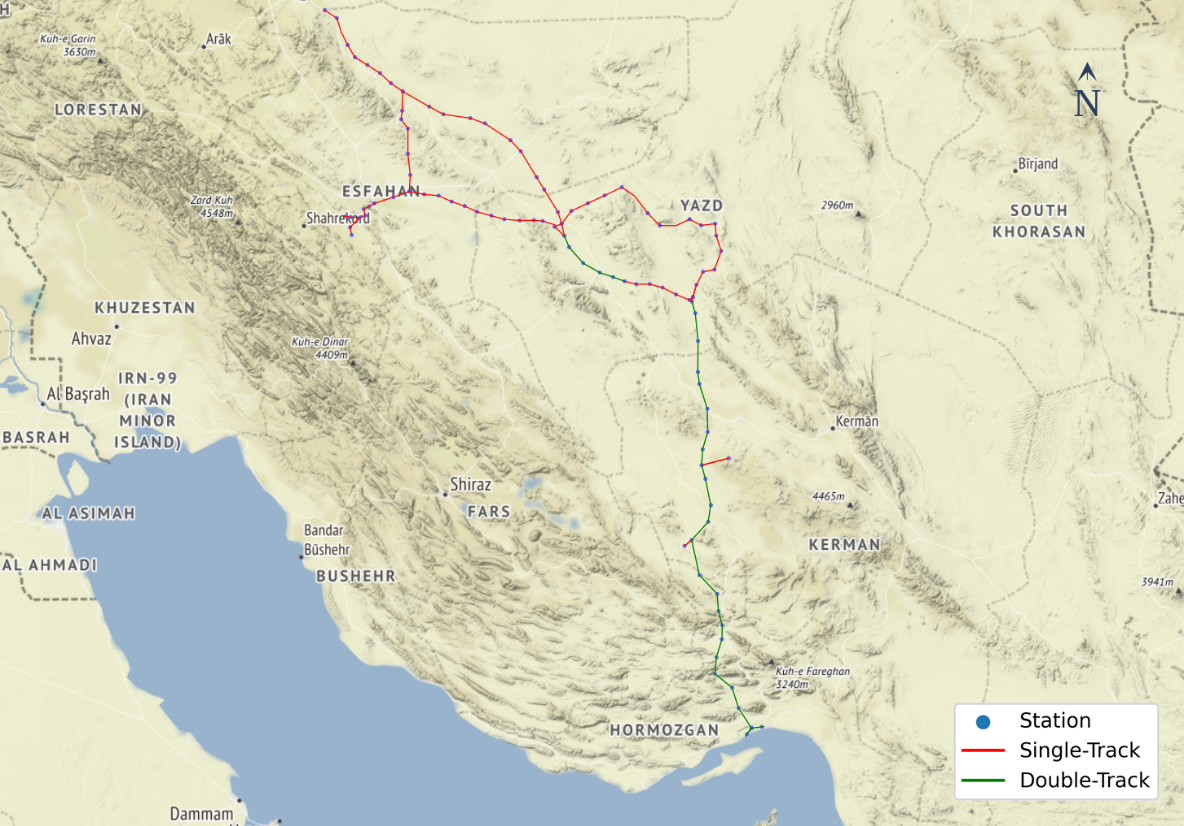 H
Kuh-e Garin
3630m
Arāk
LORESTAN
N
Bīrjand
ESFAHAN
Zard Kuh
4548m
Shahrekord
YAZD
2960m
SOUTH
KHORASAN
KHUZESTAN
Ahvaz
Kuh-e Dinar
4409m
IRN-99
(IRAN
MINOR
ISLAND)
Al Başrah
BASRAH
Kermān
Shiraz
FARS
4465m
Zahe
AL ASIMAH
Bandar
Būshehr
KERMAN
AL AHMADI
BUSHEHR
3941m
Kuh-e Fareghan
3240m
HORMOZGAN
Station
Single-Track
Double-Track
Dammam